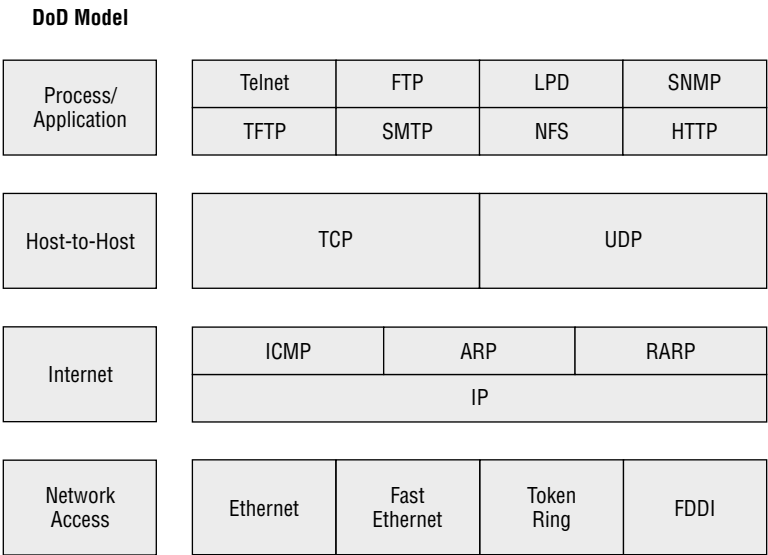 DoD Model
Process/
Application
Telnet FTP LPD SNMP
TFTP SMTP NFS HTTP
Host-to-Host
TCP UDP
Internet
ICMP ARP RARP
IP
Network
Access
Ethernet
Fast
Ethernet
Token
Ring
FDDI